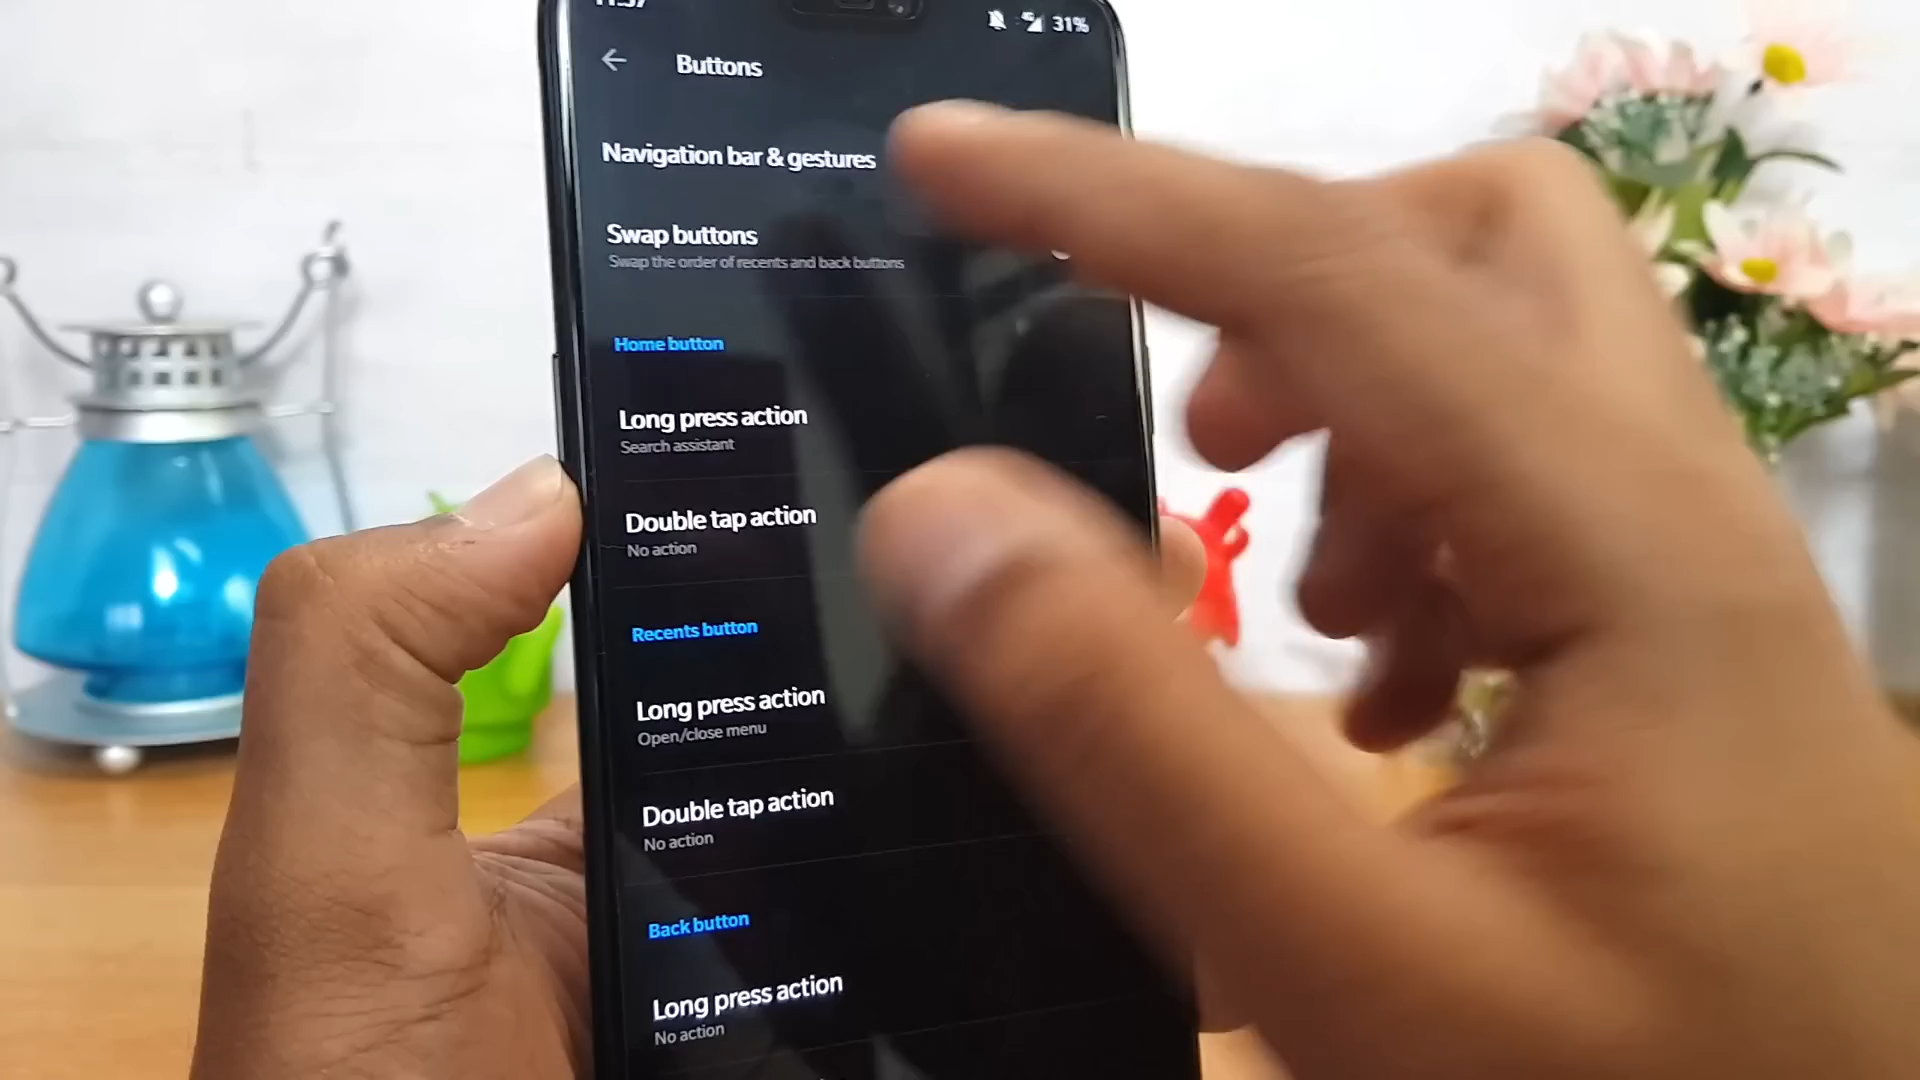 31%
Buttons
Navigation bar & gestures
Swap buttons
Swap the order of recents and back buttons
Home button
Long press action
Search assistant
Double tap action
No action
Recents button
Long press action
Open/close menu
Double tap action
No action
Back button
Long press action
No action